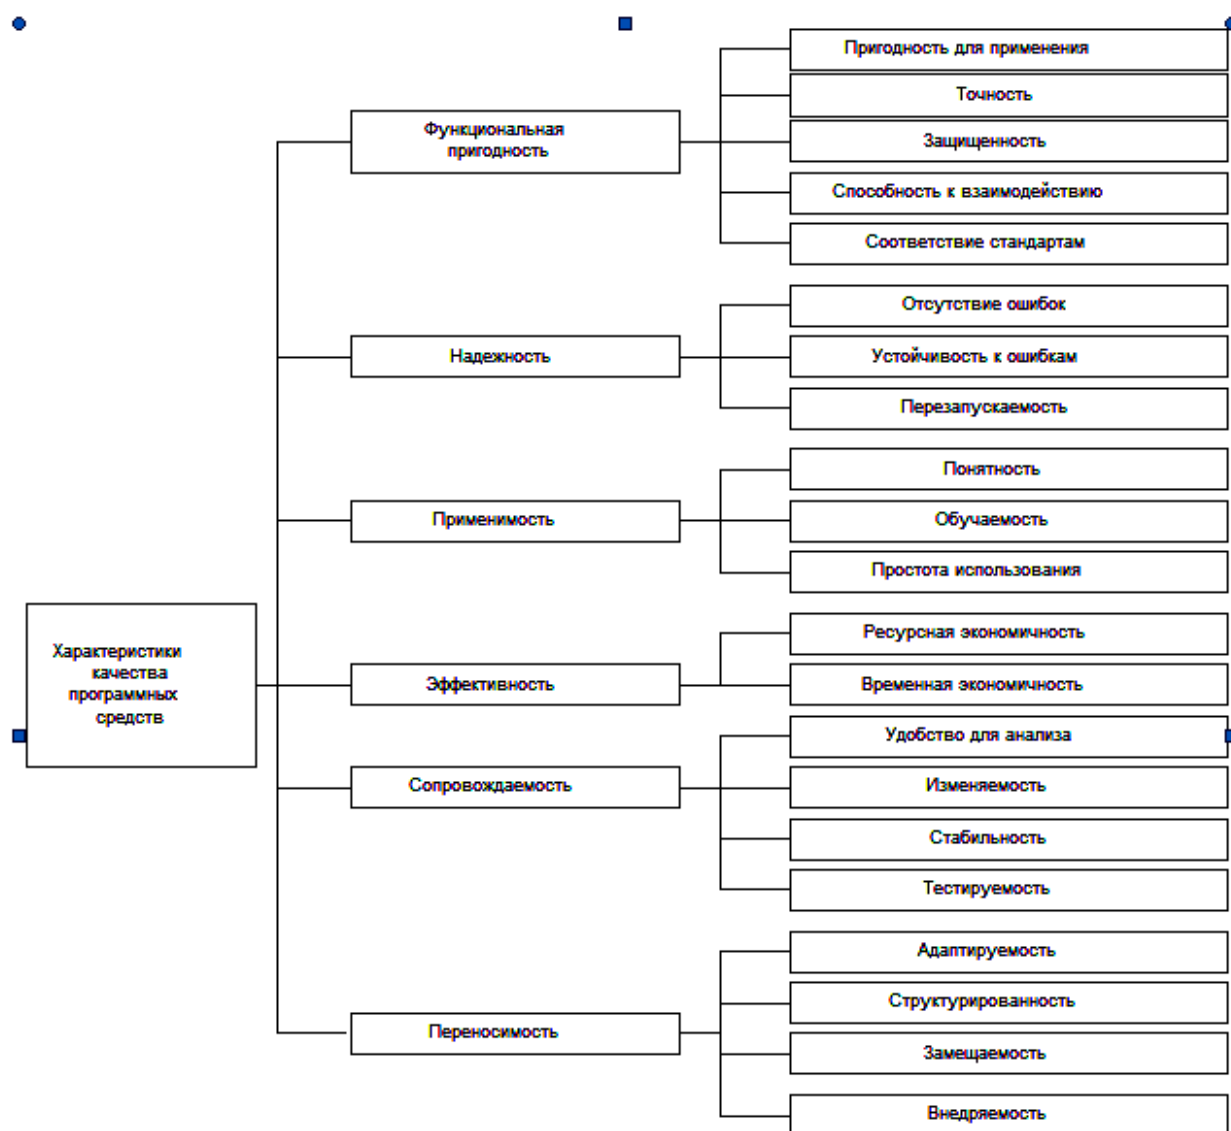 Характеристики
качества
программных
средств
Функциональная
пригодность
Пригодность для применения
Точность
Защищенность
Способность к взаимодействию
Соответствие стандартам
Надежность
Отсутствие ошибок
Устойчивость к ошибкам
Перезапускаемость
Применимость
Понятность
Обучаемость
Простота использования
Эффективность
Ресурсная экономичность
Временная экономичность
Сопровождаемость
Удобство для анализа
Изменяемость
Стабильность
Тестируемость
Переносимость
Адаптируемость
Структурированность
Замещаемость
Внедряемость